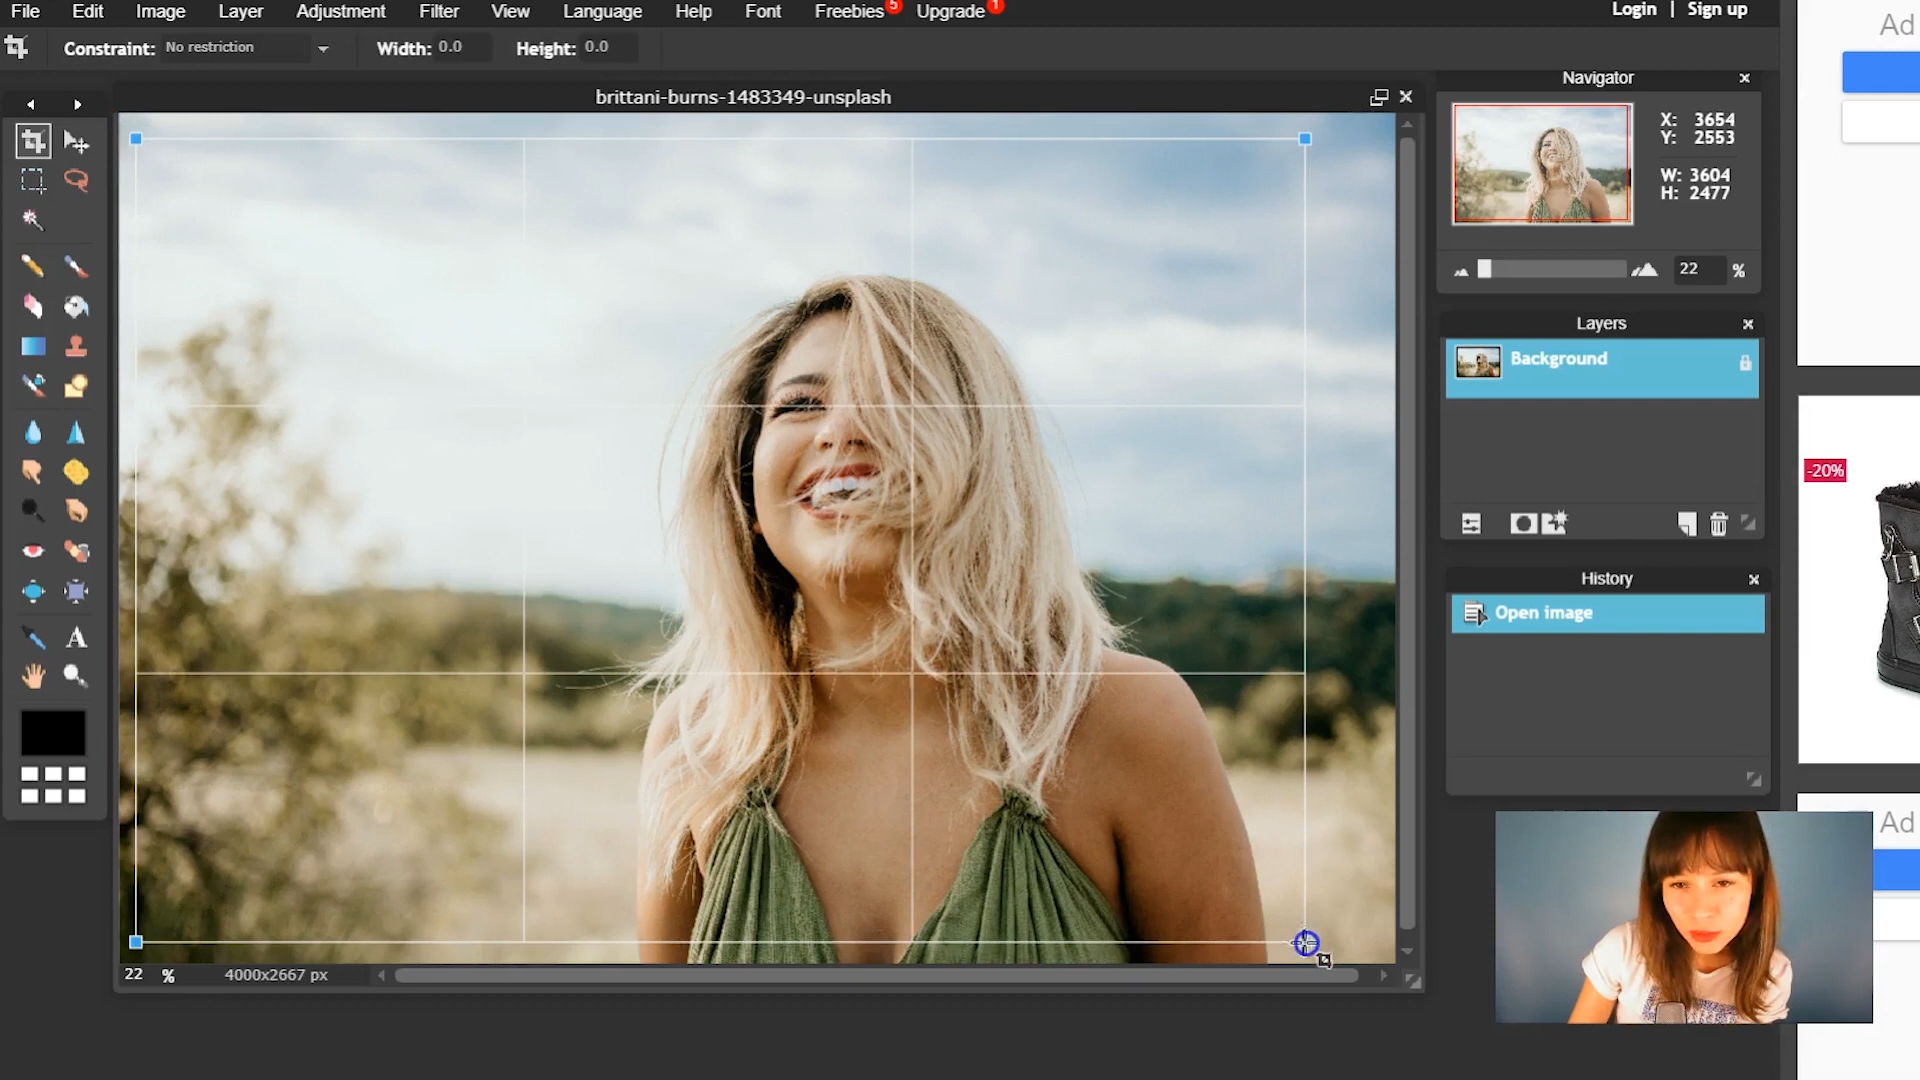 File Edit Image Layer Adjustment Filter View Language Help Font Freebies 5 Upgrade 1 Login | Sign up
Constraint: No restriction Width: 0.0 Height: 0.0
brittani-burns-1483349-unsplash
Navigator
X: 3654
Y: 2553
W: 3604
H: 2477
22 %
Layers
Background
History
Open image
A
22 % 4000x2667 px
Ad
-20%
Ad